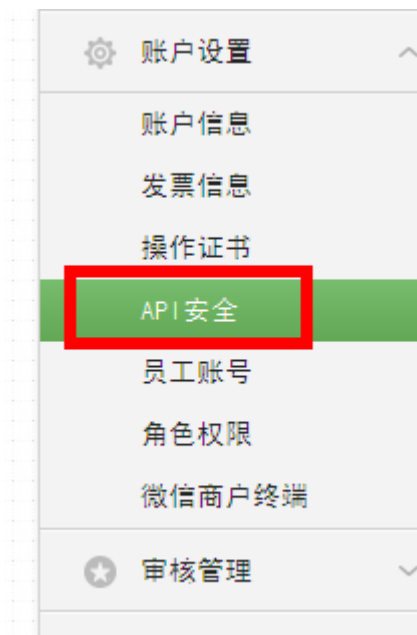 账户设置
账户信息
发票信息
操作证书
API安全
员工账号
角色权限
微信商户终端
审核管理